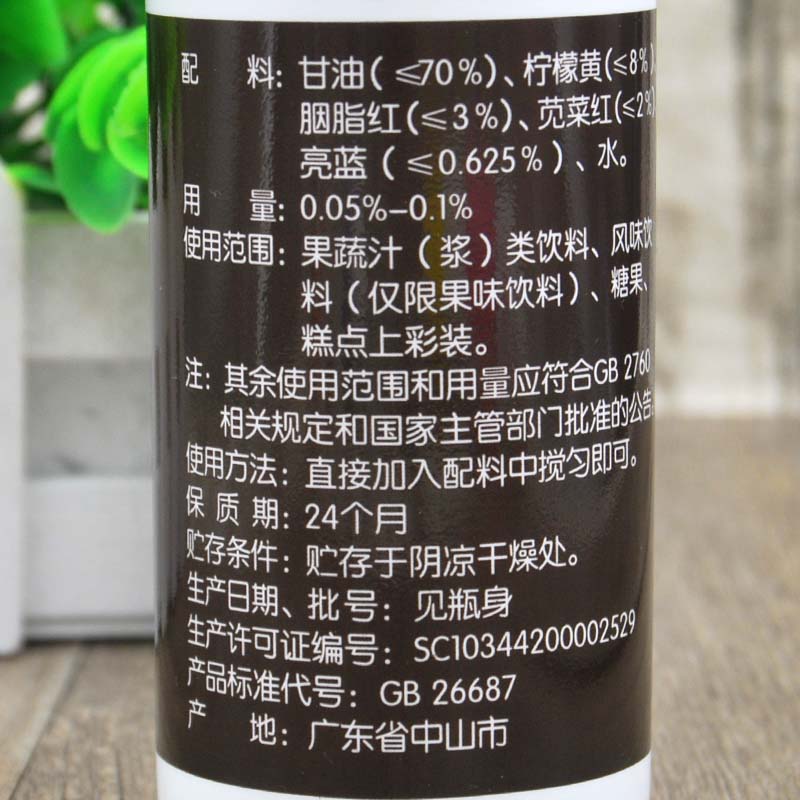 配 料: 甘油(≤70%)、柠檬黄(≤8%)、
胭脂红(≤3%)、苋菜红(≤2%)
亮蓝(≤0.625%)、水。
用 量: 0.05%-0.1%
使用范围: 果蔬汁(浆)类饮料、风味饮
料(仅限果味饮料)、糖果、
糕点上彩装。
注: 其余使用范围和用量应符合GB 2760
相关规定和国家主管部门批准的公告
使用方法: 直接加入配料中搅匀即可。
保 质 期: 24个月
贮存条件: 贮存于阴凉干燥处。
生产日期、批号: 见瓶身
生产许可证编号: SC10344200002529
产品标准代号: GB 26687
产 地: 广东省中山市